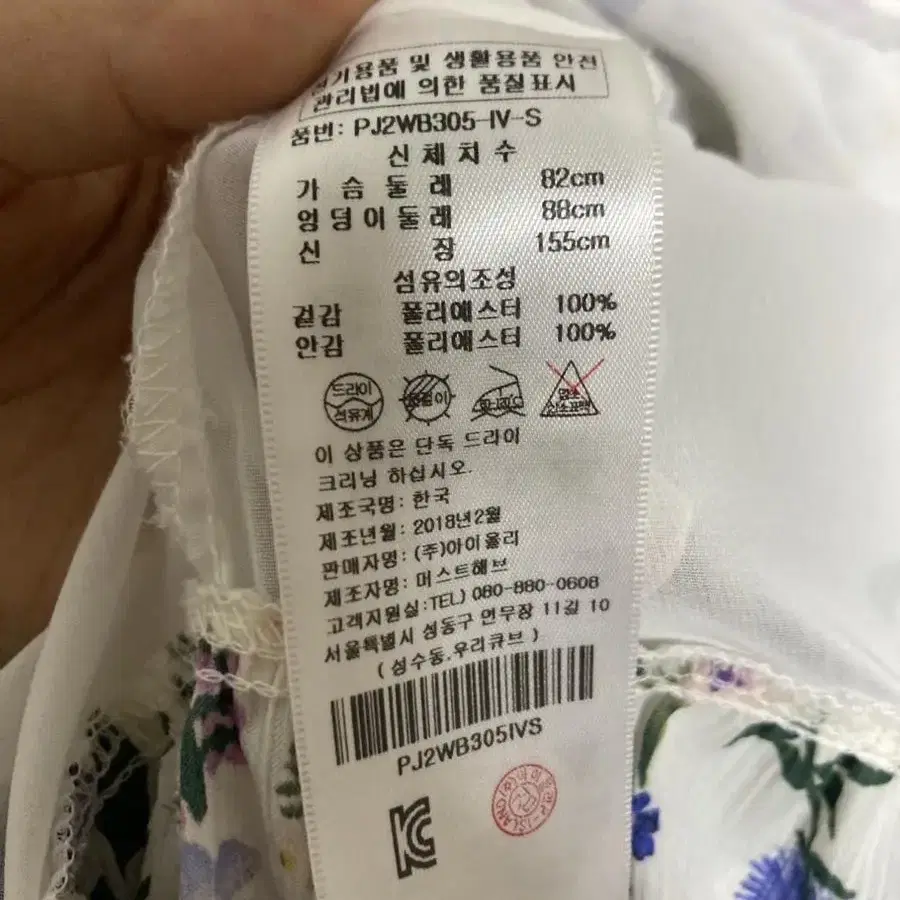 전기용품 및 생활용품 안전
관리법에 의한 품질표시
품번: PJ2WB305-IV-S
신체치수
가슴둘레 82cm
엉덩이둘레 88cm
신장 155cm
섬유의조성
겉감 폴리에스터 100%
안감 폴리에스터 100%
드라이
석유계
염소
산소표백
이 상품은 단독 드라이
크리닝 하십시오.
제조국명: 한국
제조년월: 2018년2월
판매자명: (주)아이올리
제조자명: 머스트해브
고객지원실:TEL) 080-880-0608
서울특별시 성동구 연무장 11길 10
(성수동,우리큐브)
PJ2WB305IVS